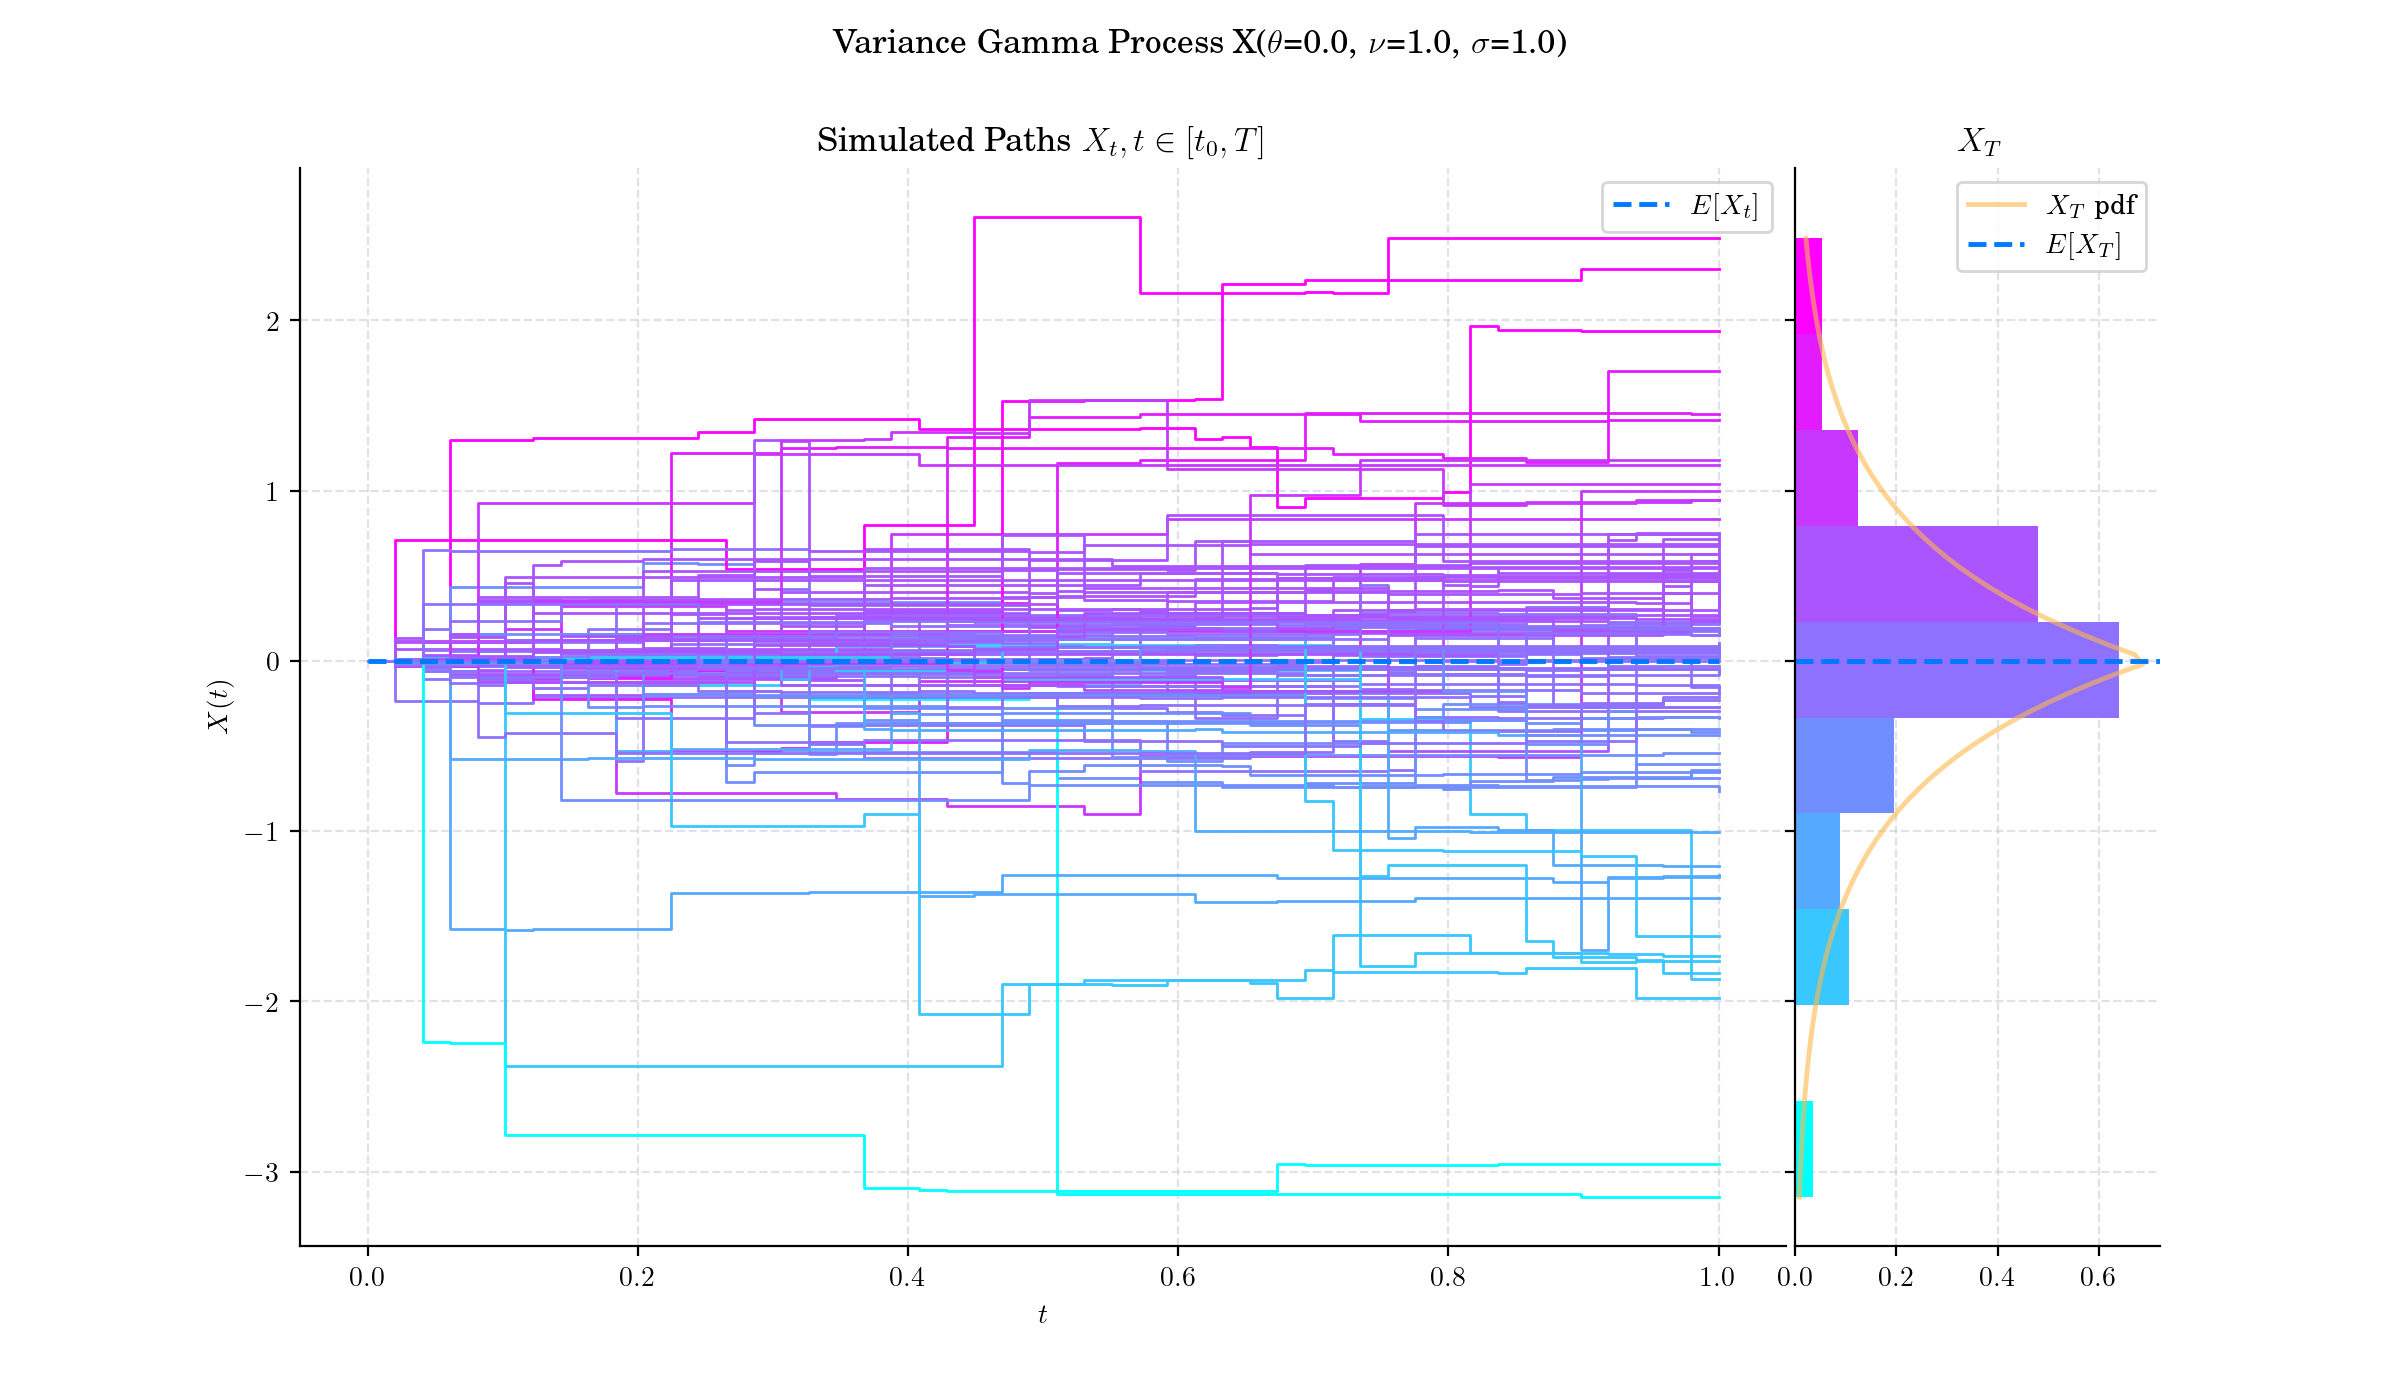 Variance Gamma Process X(θ=0.0, ν=1.0, σ=1.0)
Simulated Paths X_t, t ∈ [t_0, T]
X_T
E[X_t]
X_T pdf
E[X_T]
2
1
0
−1
−2
−3
X(t)
0.0 0.2 0.4 0.6 0.8 1.0
0.0 0.2 0.4 0.6
t